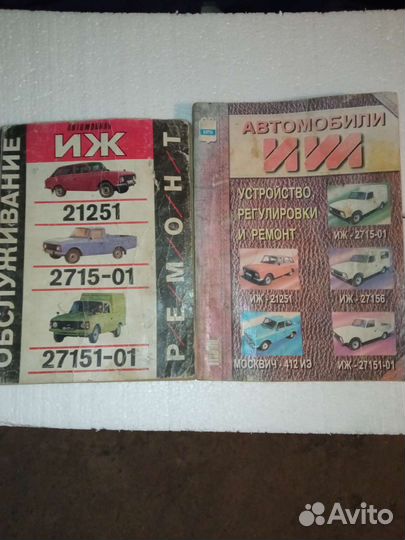 ОБСЛУЖИВАНИЕ
Автомобиль
ИЖ
21251
2715-01
27151-01
РЕМОНТ
АВТОМОБИЛИ
ИЖ
УСТРОЙСТВО
РЕГУЛИРОВКИ
И РЕМОНТ
ИЖ - 2715-01
ИЖ - 21251
ИЖ - 27156
МОСКВИЧ - 412 ИЭ
ИЖ - 27151-01
Avito